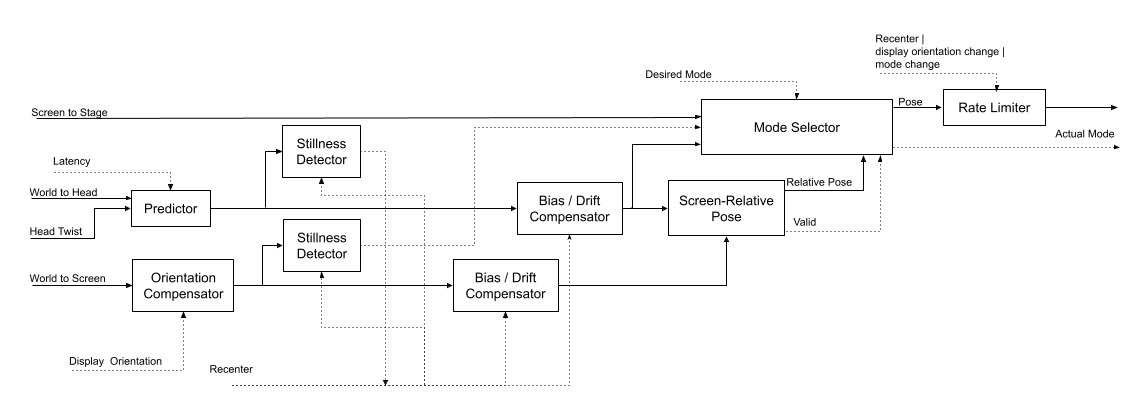 Recenter |
display orientation change |
mode change
Desired Mode
Pose
Rate Limiter
Screen to Stage
Mode Selector
Actual Mode
Stillness
Detector
Latency
World to Head
Predictor
Head Twist
Bias / Drift
Compensator
Screen-Relative
Pose
Relative Pose
Valid
Stillness
Detector
World to Screen
Orientation
Compensator
Bias / Drift
Compensator
Display Orientation
Recenter